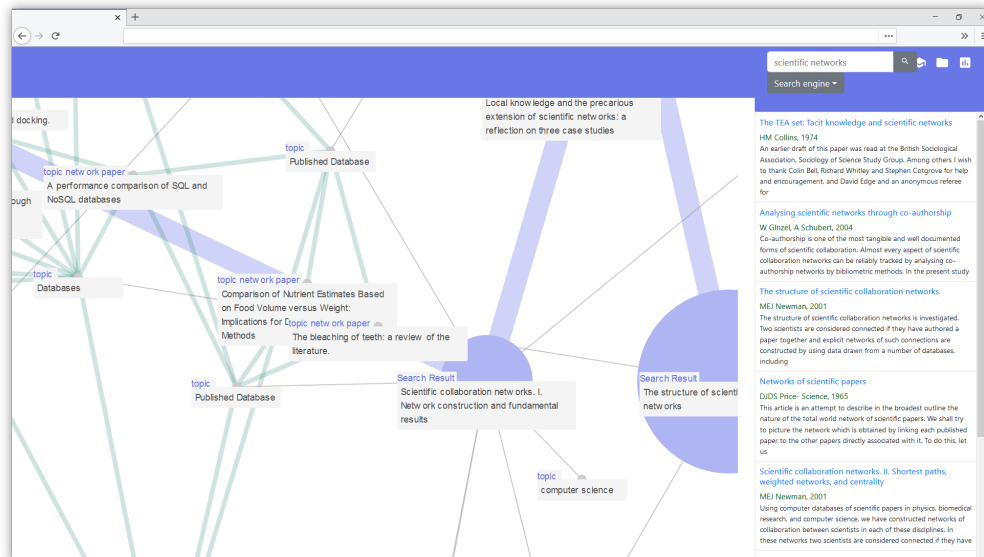 scientific networks
Search engine
l docking.
ough
topic network paper
A performance comparison of SQL and
NoSQL databases
topic
Published Database
Local knowledge and the precarious
extension of scientific networks: a
reflection on three case studies
topic
Databases
topic network paper
Comparison of Nutrient Estimates Based
on Food Volume versus Weight:
Implications for D
Methods
topic network paper
The bleaching of teeth: a review of the
literature.
topic
Published Database
Search Result
Scientific collaboration networks. I.
Network construction and fundamental
results
Search Result
The structure of scienti
networks
topic
computer science
The TEA set: Tacit knowledge and scientific networks
HM Collins, 1974
An earlier draft of this paper was read at the British Sociological
Association, Sociology of Science Study Group. Among others I wish
to thank Colin Bell, Richard Whitley and Stephen Cotgrove for help
and encouragement, and David Edge and an anonymous referee
for
Analysing scientific networks through co-authorship
W Glnzel, A Schubert, 2004
Co-authorship is one of the most tangible and well documented
forms of scientific collaboration. Almost every aspect of scientific
collaboration networks can be reliably tracked by analysing co-
authorship networks by bibliometric methods. In the present study
The structure of scientific collaboration networks
MEJ Newman, 2001
The structure of scientific collaboration networks is investigated.
Two scientists are considered connected if they have authored a
paper together and explicit networks of such connections are
constructed by using data drawn from a number of databases,
including
Networks of scientific papers
DJDS Price- Science, 1965
This article is an attempt to describe in the broadest outline the
nature of the total world network of scientific papers. We shall try
to picture the network which is obtained by linking each published
paper to the other papers directly associated with it. To do this, let
us
Scientific collaboration networks. II. Shortest paths,
weighted networks, and centrality
MEJ Newman, 2001
Using computer databases of scientific papers in physics, biomedical
research, and computer science, we have constructed networks of
collaboration between scientists in each of these disciplines. In
these networks two scientists are considered connected if they have